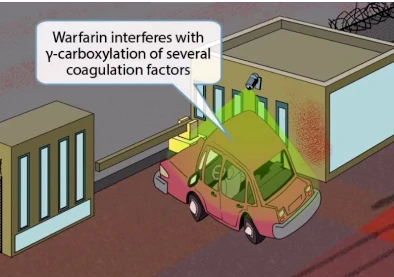 Warfarin interferes with
γ-carboxylation of several
coagulation factors